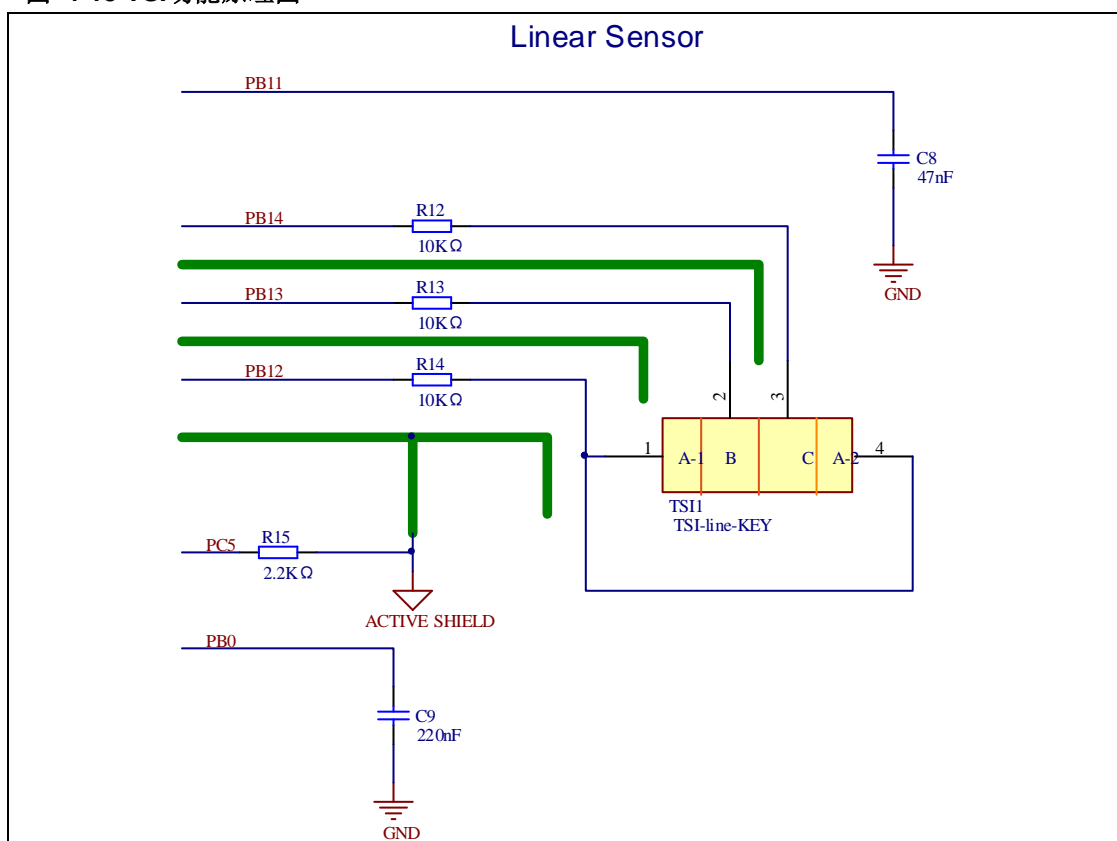 Linear Sensor
PB11
C8
47nF
GND
PB14
R12
10KΩ
PB13
R13
10KΩ
PB12
R14
10KΩ
2
3
1
A-1
B
C
A-2
4
TSI1
TSI-line-KEY
PC5
R15
2.2KΩ
ACTIVE SHIELD
PB0
C9
220nF
GND